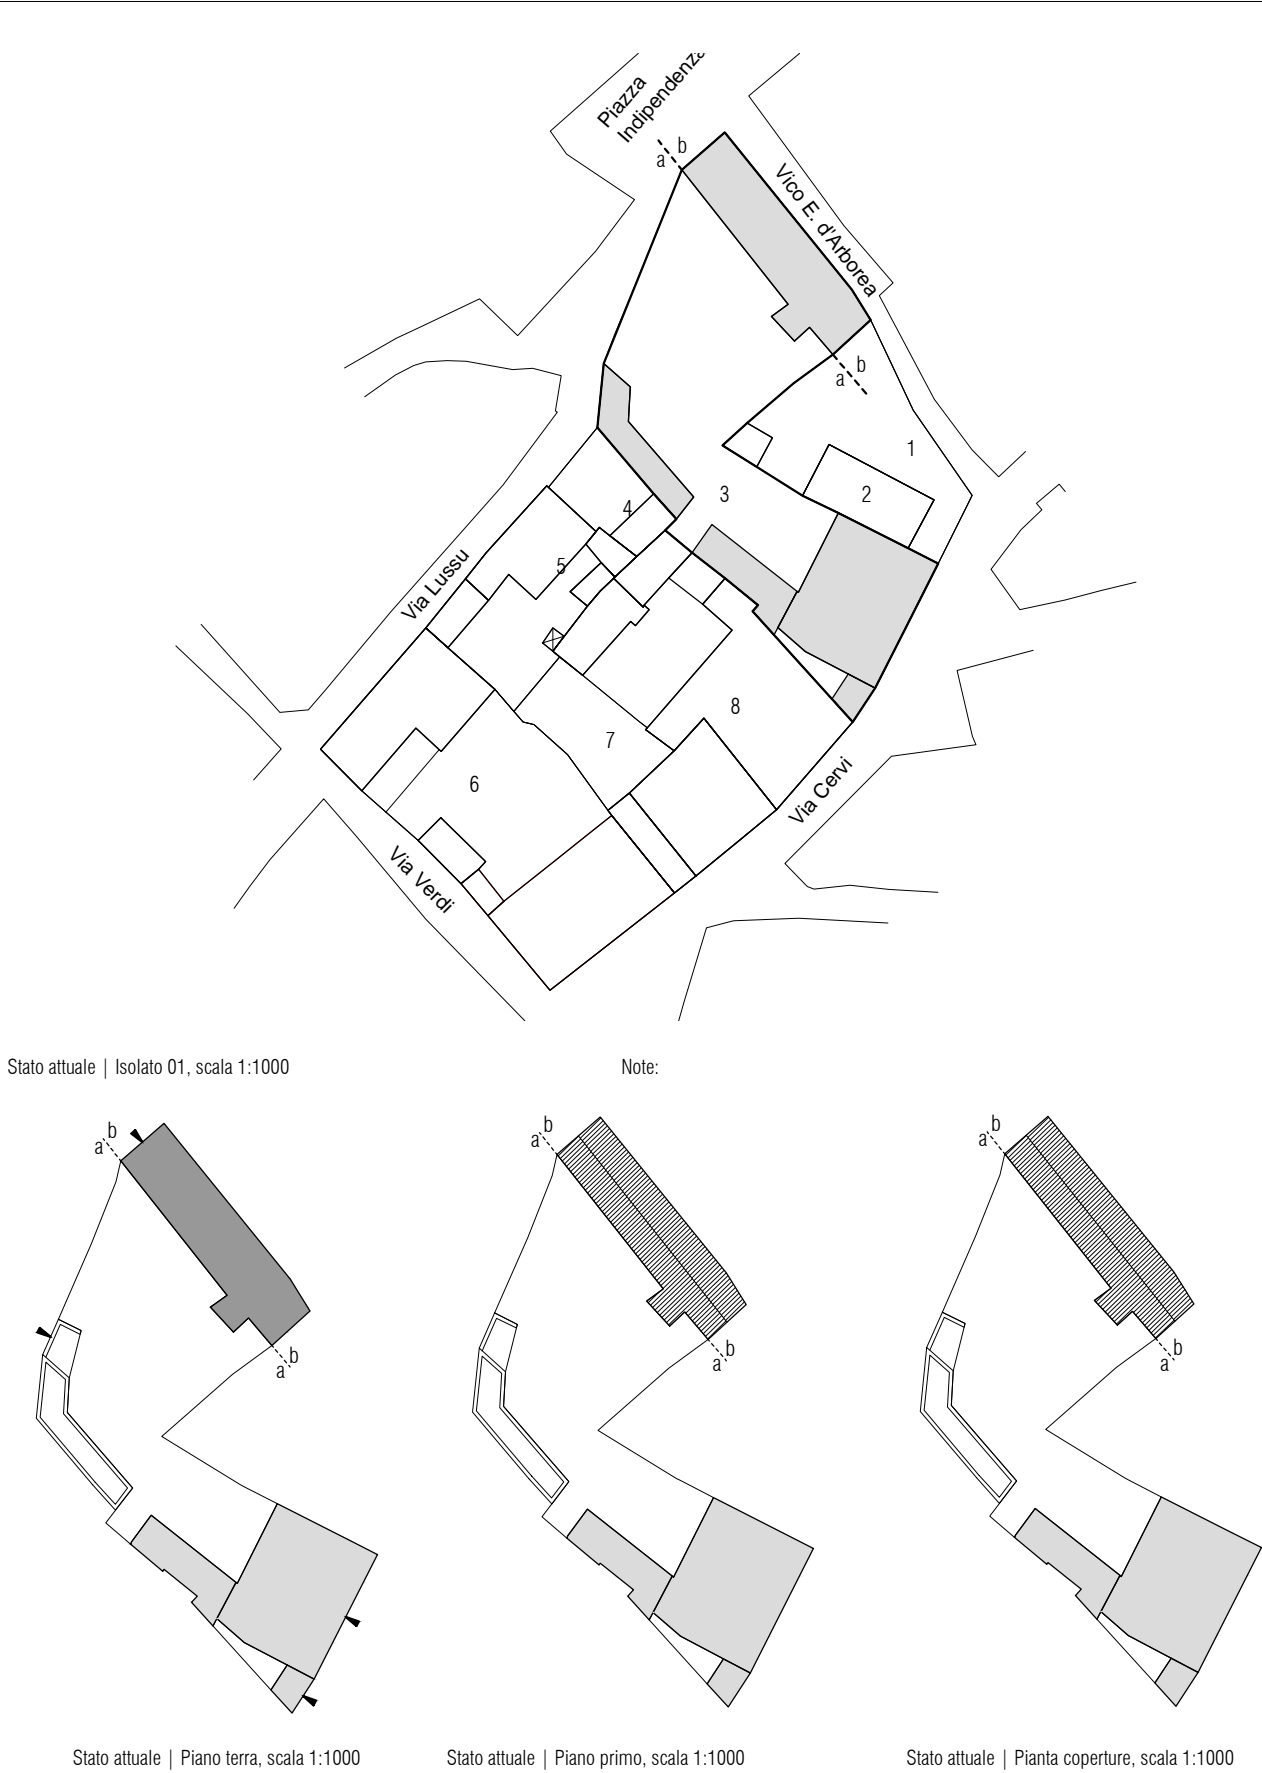 Piazza
Indipendenza
b
a
Vico E. d'Arborea
b
a
1
2
3
4
5
Via Lussu
8
7
6
Via Cervi
Via Verdi
Stato attuale | Isolato 01, scala 1:1000
Note:
b
a
b
a
b
a
b
a
b
a
b
a
Stato attuale | Piano terra, scala 1:1000
Stato attuale | Piano primo, scala 1:1000
Stato attuale | Pianta coperture, scala 1:1000